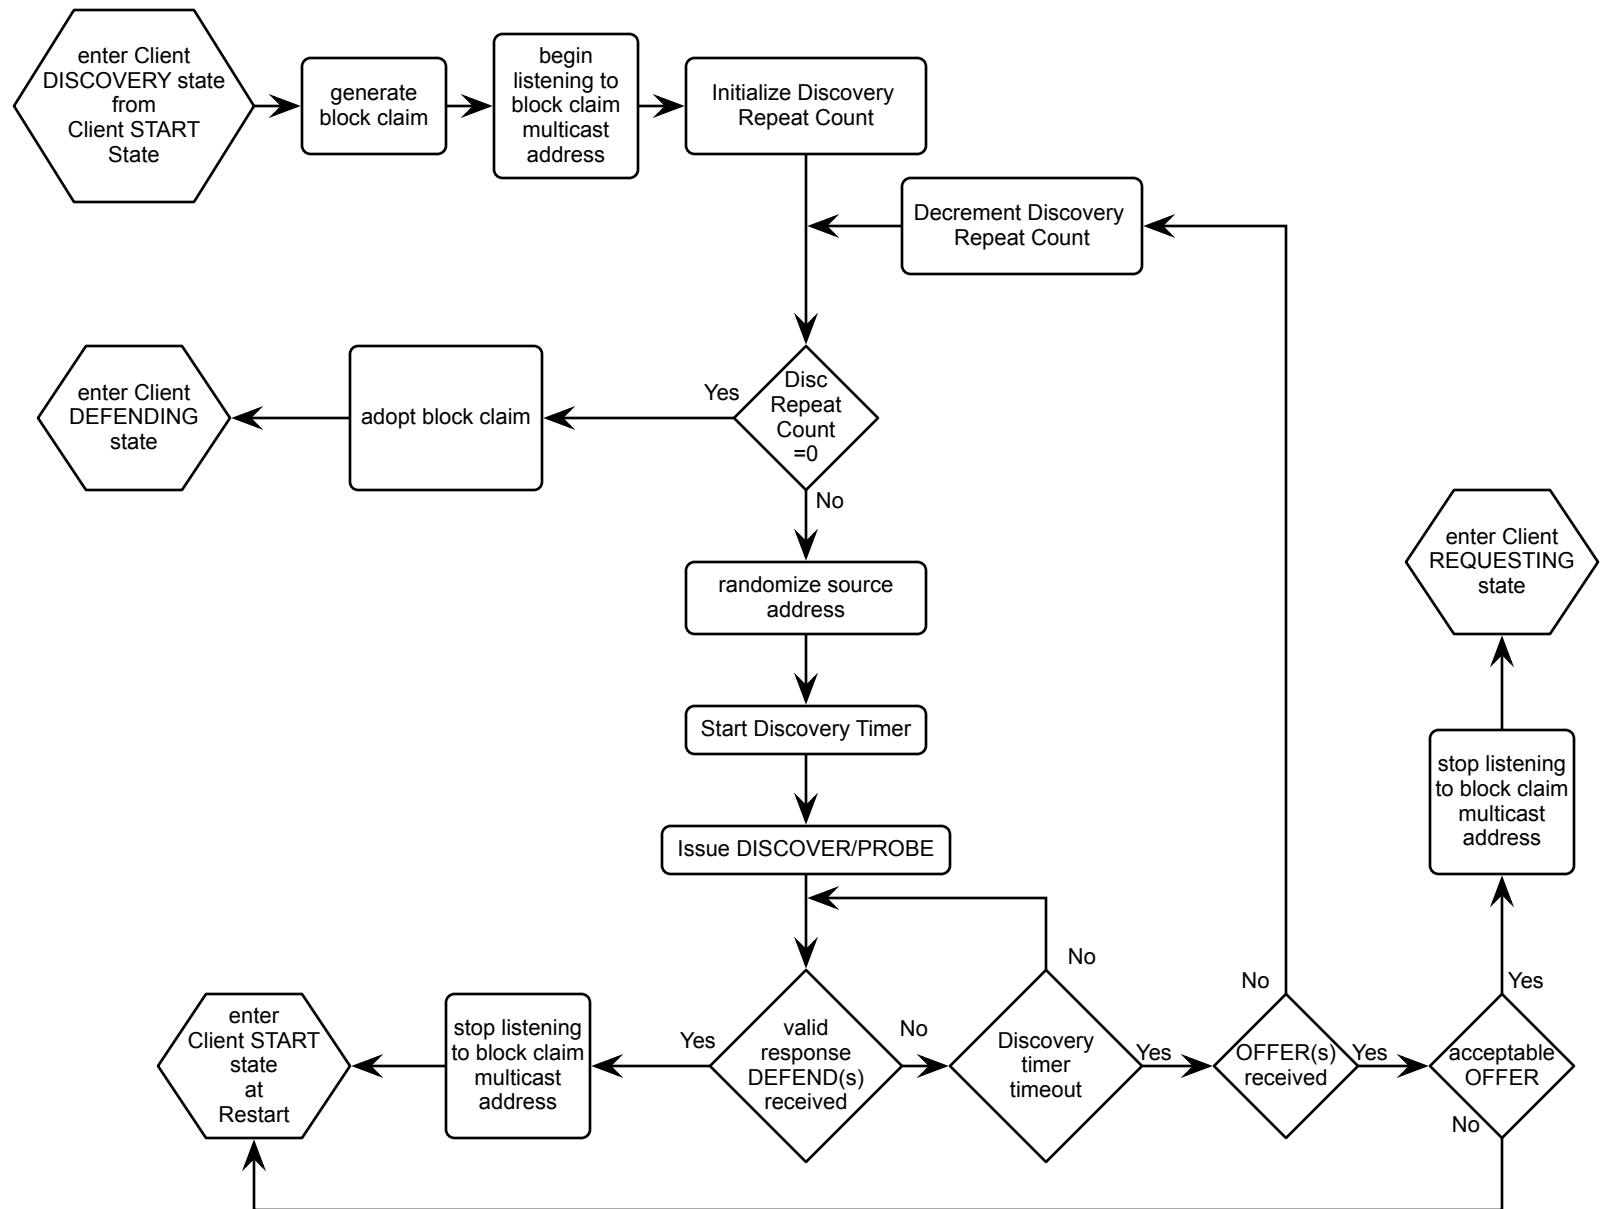 enter Client
DISCOVERY state
from
Client START
State
generate
block claim
begin
listening to
block claim
multicast
address
Initialize Discovery
Repeat Count
Decrement Discovery
Repeat Count
enter Client
DEFENDING
state
adopt block claim
Yes
Disc
Repeat
Count
=0
No
randomize source
address
enter Client
REQUESTING
state
Start Discovery Timer
stop listening
to block claim
multicast
address
Issue DISCOVER/PROBE
enter
Client START
state
at
Restart
stop listening
to block claim
multicast
address
Yes
valid
response
DEFEND(s)
received
No
Discovery
timer
timeout
No
Yes
OFFER(s)
received
No
Yes
acceptable
OFFER
Yes
No